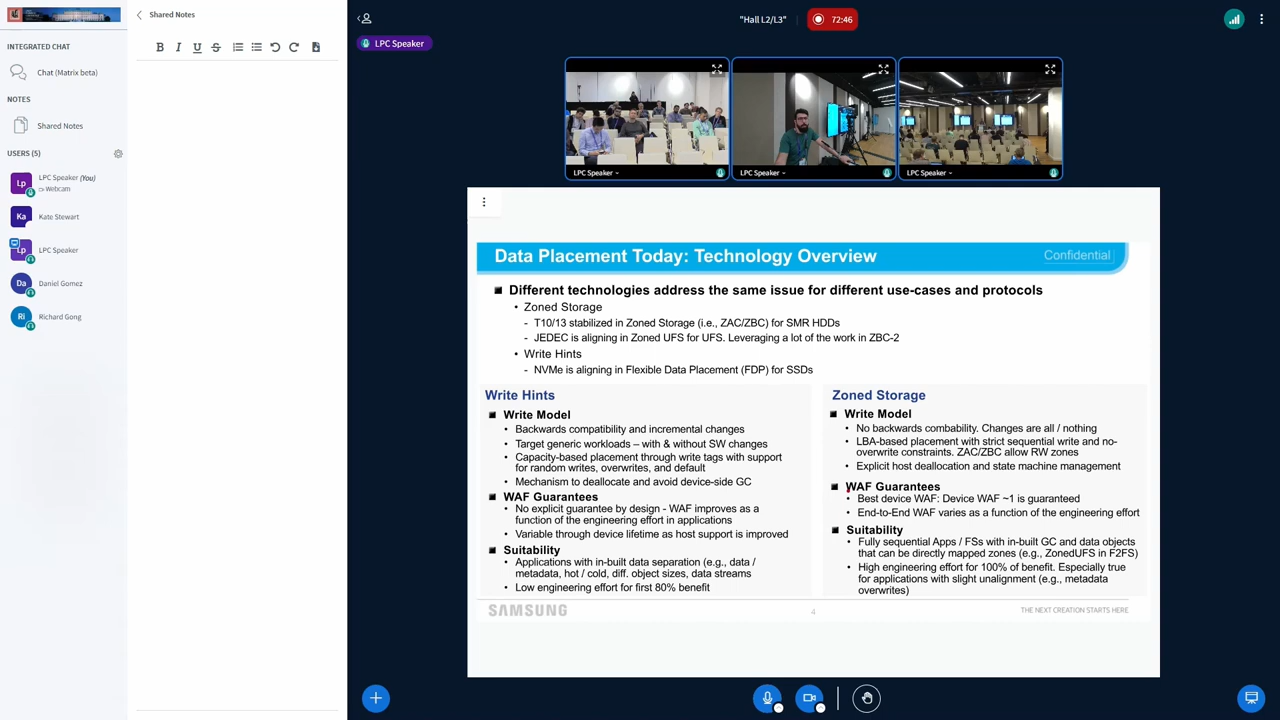 Shared Notes
INTEGRATED CHAT
Chat (Matrix beta)
NOTES
Shared Notes
USERS (5)
Lp
LPC Speaker (You)
Webcam
Ka
Kate Stewart
Lp
LPC Speaker
Da
Daniel Gomez
Ri
Richard Gong
"Hall L2/L3"
72:46
LPC Speaker
LPC Speaker
LPC Speaker
LPC Speaker
Data Placement Today: Technology Overview
Confidential
Different technologies address the same issue for different use-cases and protocols
• Zoned Storage
- T10/13 stabilized in Zoned Storage (i.e., ZAC/ZBC) for SMR HDDs
- JEDEC is aligning in Zoned UFS for UFS. Leveraging a lot of the work in ZBC-2
• Write Hints
- NVMe is aligning in Flexible Data Placement (FDP) for SSDs
Write Hints
Write Model
• Backwards compatibility and incremental changes
• Target generic workloads – with & without SW changes
• Capacity-based placement through write tags with support
for random writes, overwrites, and default
• Mechanism to deallocate and avoid device-side GC
WAF Guarantees
• No explicit guarantee by design - WAF improves as a
function of the engineering effort in applications
• Variable through device lifetime as host support is improved
Suitability
• Applications with in-built data separation (e.g., data /
metadata, hot / cold, diff. object sizes, data streams
• Low engineering effort for first 80% benefit
Zoned Storage
Write Model
• No backwards combability. Changes are all / nothing
• LBA-based placement with strict sequential write and no-
overwrite constraints. ZAC/ZBC allow RW zones
• Explicit host deallocation and state machine management
WAF Guarantees
• Best device WAF: Device WAF ~1 is guaranteed
• End-to-End WAF varies as a function of the engineering effort
Suitability
• Fully sequential Apps / FSs with in-built GC and data objects
that can be directly mapped zones (e.g., ZonedUFS in F2FS)
• High engineering effort for 100% of benefit. Especially true
for applications with slight unalignment (e.g., metadata
overwrites)
SAMSUNG
4
THE NEXT CREATION STARTS HERE